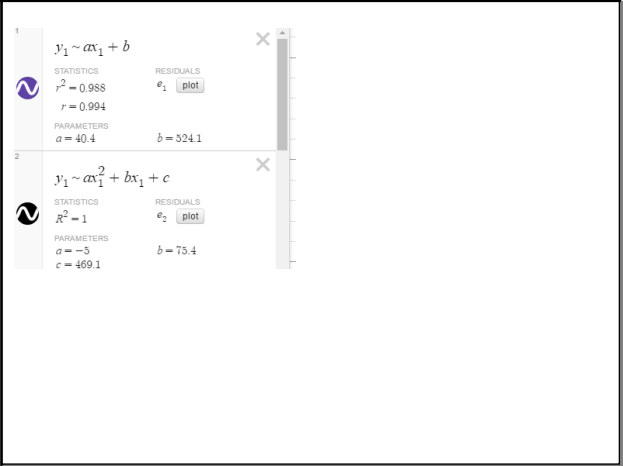 1
y₁ ~ ax₁ + b
STATISTICS RESIDUALS
r² = 0.988 e₁ plot
r = 0.994
PARAMETERS
a = 40.4 b = 524.1
2
y₁ ~ ax₁² + bx₁ + c
STATISTICS RESIDUALS
R² = 1 e₂ plot
PARAMETERS
a = −5 b = 75.4
c = 469.1